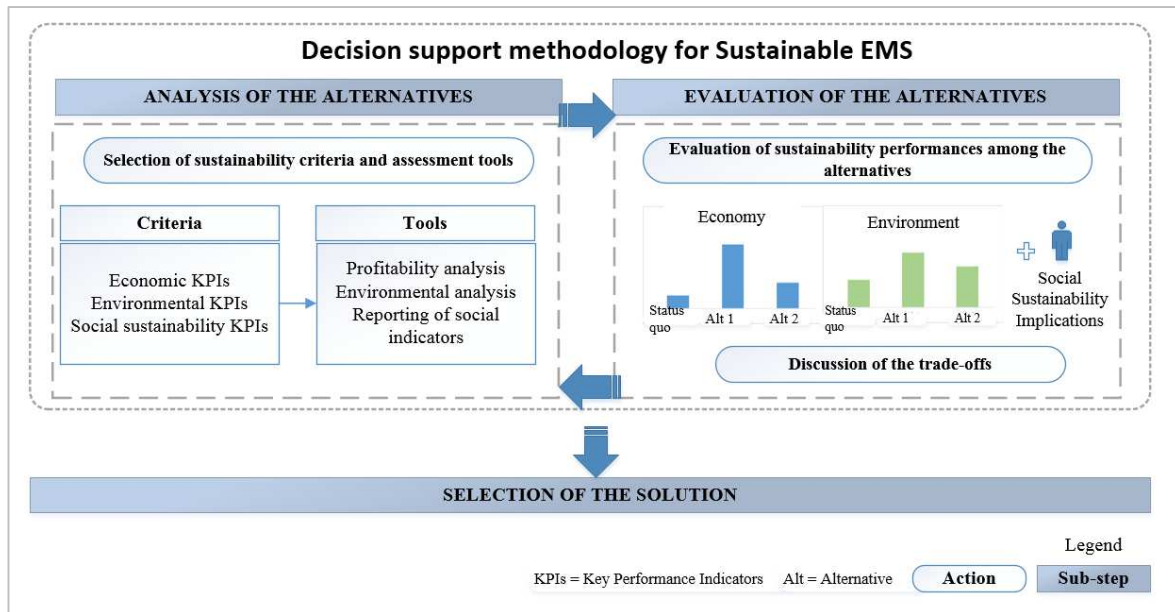 Decision support methodology for Sustainable EMS
ANALYSIS OF THE ALTERNATIVES
Selection of sustainability criteria and assessment tools
Criteria
Economic KPIs
Environmental KPIs
Social sustainability KPIs
Tools
Profitability analysis
Environmental analysis
Reporting of social
indicators
EVALUATION OF THE ALTERNATIVES
Evaluation of sustainability performances among the
alternatives
Economy
Status
quo
Alt 1
Alt 2
Environment
Status
quo
Alt 1
Alt 2
Social
Sustainability
Implications
Discussion of the trade-offs
SELECTION OF THE SOLUTION
Legend
KPIs = Key Performance Indicators
Alt = Alternative
Action
Sub-step